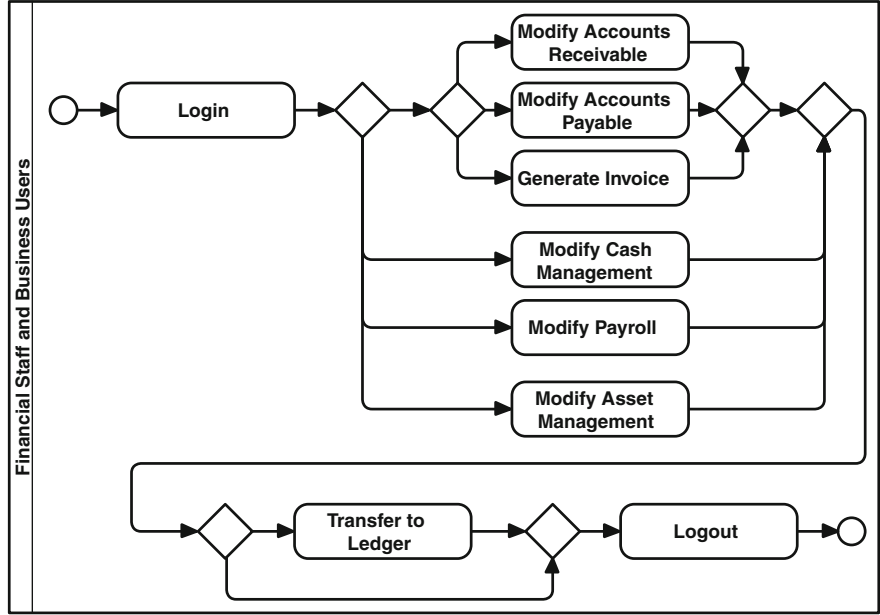 Financial Staff and Business Users
Login
Modify Accounts
Receivable
Modify Accounts
Payable
Generate Invoice
Modify Cash
Management
Modify Payroll
Modify Asset
Management
Transfer to
Ledger
Logout